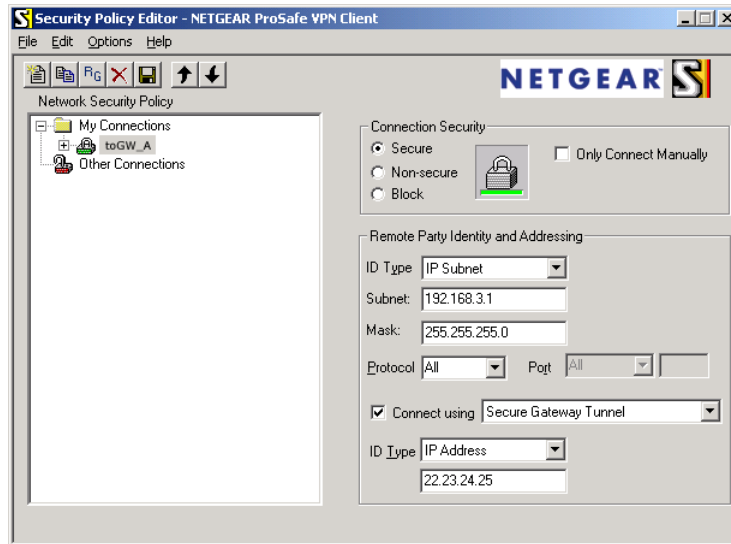 Security Policy Editor - NETGEAR ProSafe VPN Client
File Edit Options Help
RG
NETGEAR
Network Security Policy
My Connections
toGW_A
Other Connections
Connection Security
Secure
Non-secure
Block
Only Connect Manually
Remote Party Identity and Addressing
ID Type IP Subnet
Subnet: 192.168.3.1
Mask: 255.255.255.0
Protocol All Port All
Connect using Secure Gateway Tunnel
ID Type IP Address
22.23.24.25